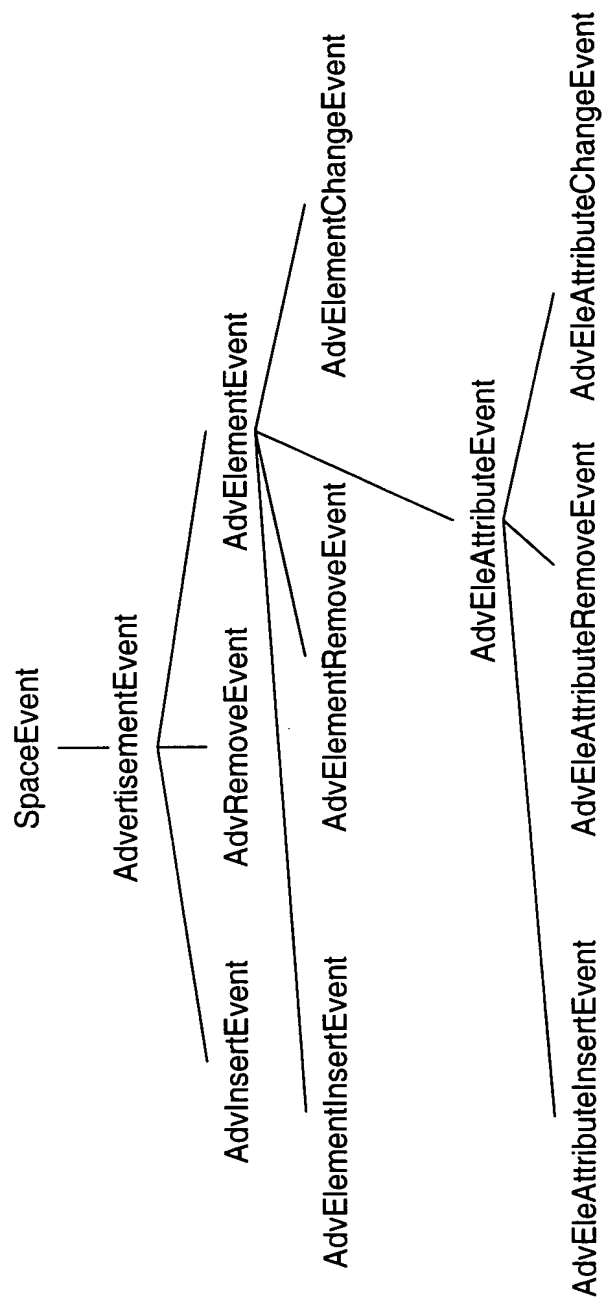 SpaceEvent
AdvertisementEvent
AdvInsertEvent
AdvRemoveEvent
AdvElementEvent
AdvElementInsertEvent
AdvElementRemoveEvent
AdvElementChangeEvent
AdvEleAttributeEvent
AdvEleAttributeInsertEvent
AdvEleAttributeRemoveEvent
AdvEleAttributeChangeEvent